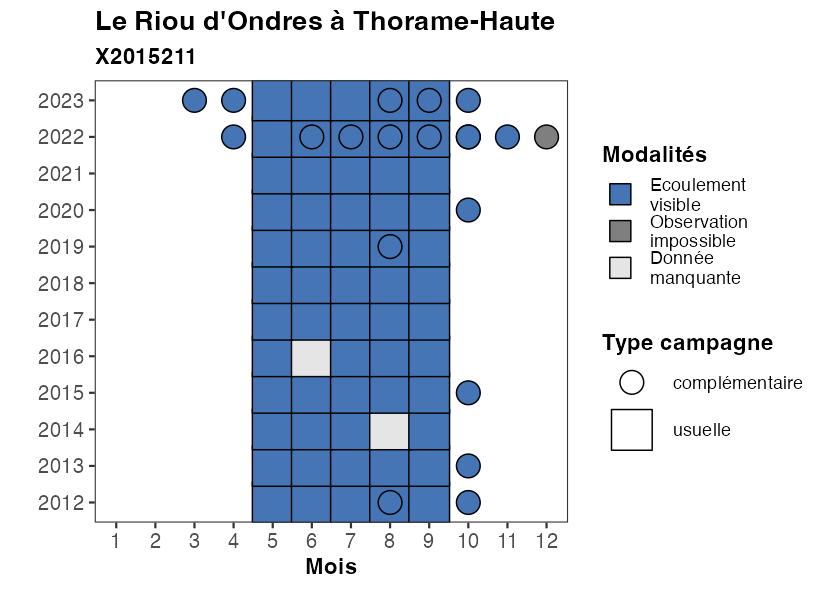 Le Riou d'Ondres à Thorame-Haute
X2015211
2023
2022
2021
2020
2019
2018
2017
2016
2015
2014
2013
2012
1 2 3 4 5 6 7 8 9 10 11 12
Mois
Modalités
Ecoulement
visible
Observation
impossible
Donnée
manquante
Type campagne
complémentaire
usuelle